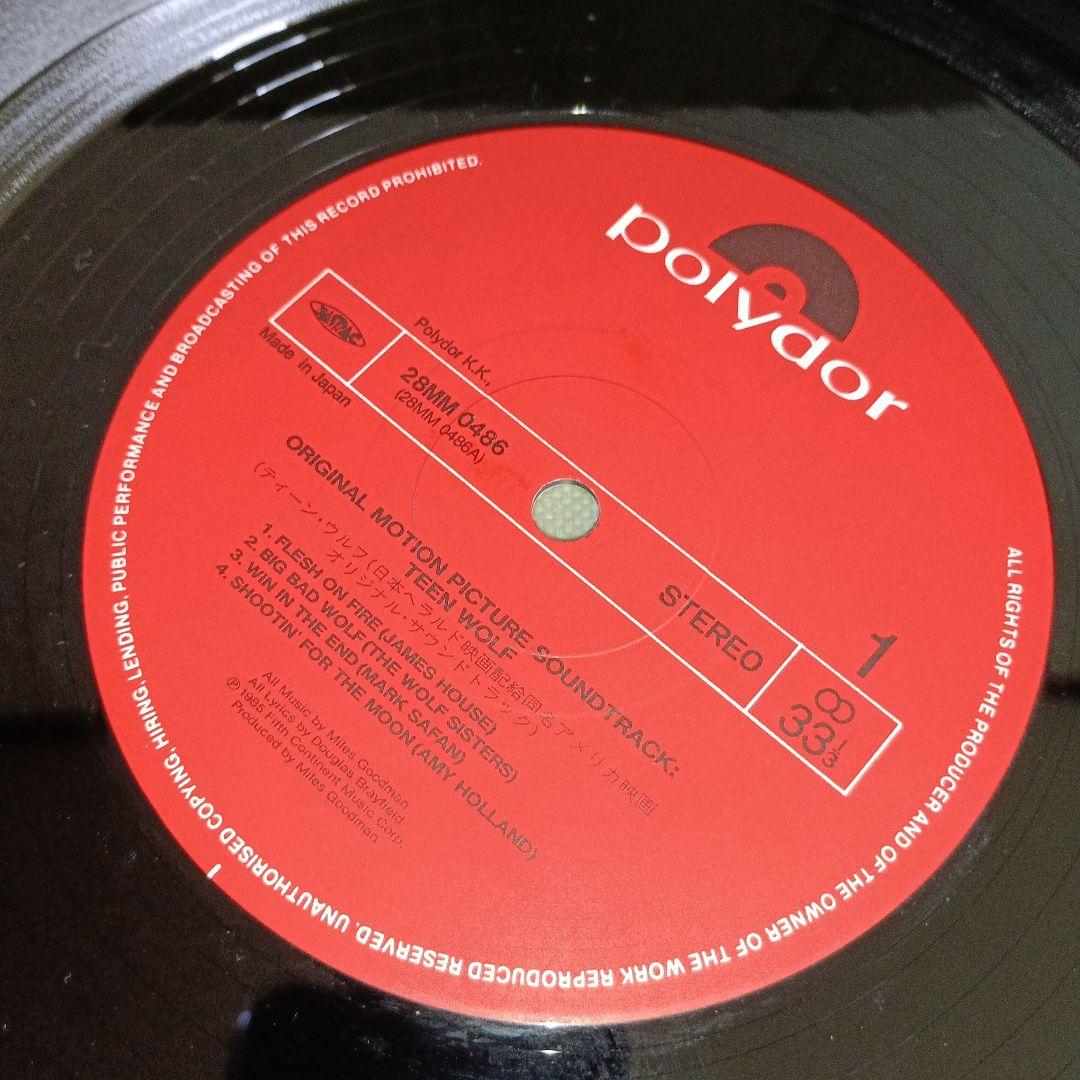 polydor
JASRAC
Made in Japan
Polydor K.K.,
28MM 0486
(28MM 0486A)
STEREO
1
33 1/3
ORIGINAL MOTION PICTURE SOUNDTRACK:
TEEN WOLF
(ティーン・ウルフ(日本ヘラルド映画配給同名アメリカ映画
オリジナル・サウンドトラック)
1. FLESH ON FIRE (JAMES HOUSE)
2. BIG BAD WOLF (THE WOLF SISTERS)
3. WIN IN THE END (MARK SAFAN)
4. SHOOTIN' FOR THE MOON (AMY HOLLAND)
All Music by Miles Goodman
All Lyrics by Douglas Brayfield
℗1985 Fifth Continent Music Corp.
Produced by Miles Goodman
ALL RIGHTS OF THE PRODUCER AND OF THE OWNER OF THE WORK REPRODUCED RESERVED. UNAUTHORISED COPYING, HIRING, LENDING, PUBLIC PERFORMANCE AND BROADCASTING OF THIS RECORD PROHIBITED.